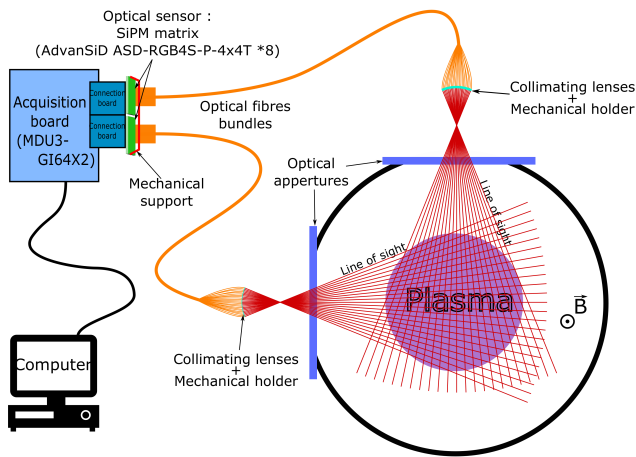 Optical sensor :
SiPM matrix
(AdvanSiD ASD-RGB4S-P-4x4T *8)
Acquisition
board
(MDU3-
GI64X2)
Connection
board
Connection
board
Optical fibres
bundles
Mechanical
support
Collimating lenses
+
Mechanical holder
Optical
appertures
Line of sight
Line of sight
Plasma
B
Collimating lenses
+
Mechanical holder
Computer